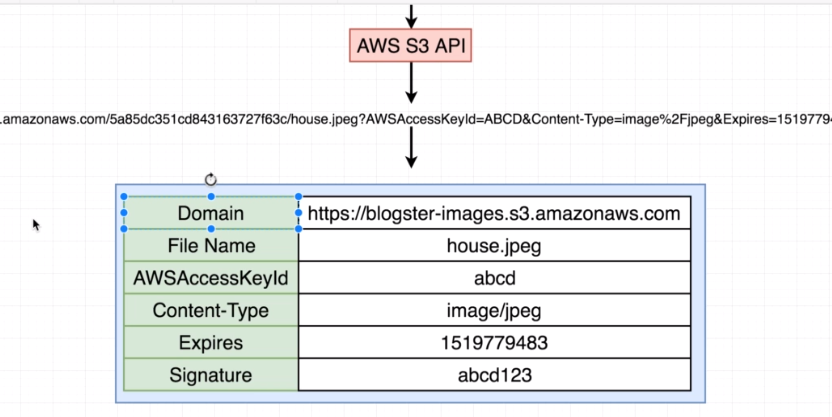 AWS S3 API
.amazonaws.com/5a85dc351cd843163727f63c/house.jpeg?AWSAccessKeyId=ABCD&Content-Type=image%2Fjpeg&Expires=15197794
Domain https://blogster-images.s3.amazonaws.com
File Name house.jpeg
AWSAccessKeyId abcd
Content-Type image/jpeg
Expires 1519779483
Signature abcd123